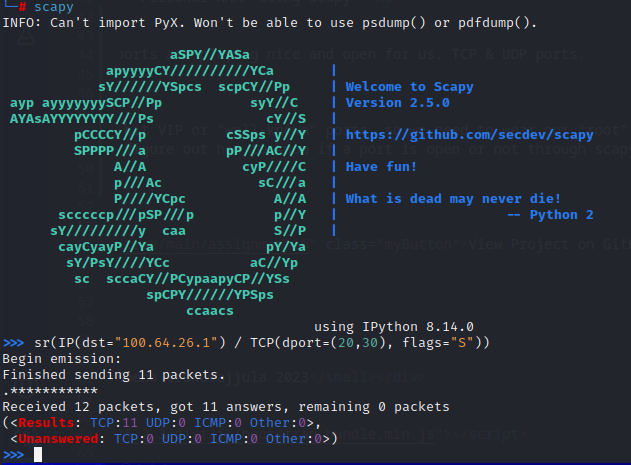 └─# scapy
INFO: Can't import PyX. Won't be able to use psdump() or pdfdump().
aSPY//YASa
apyyyyCY//////////YCa |
sY//////YSpcs scpCY//Pp | Welcome to Scapy
ayp ayyyyyyySCP//Pp syY//C | Version 2.5.0
AYAsAYYYYYYYY///Ps cY//S |
pCCCCY//p cSSps y//Y | https://github.com/secdev/scapy
SPPPP///a pP///AC//Y |
A//A cyP////C | Have fun!
p///Ac sC///a |
P////YCpc A//A | What is dead may never die!
scccccp///pSP///p p//Y | -- Python 2
sY/////////y caa S//P |
cayCyayP//Ya pY/Ya
sY/PsY////YCc aC//Yp
sc sccaCY//PCypaapyCP//YSs
spCPY//////YPSps
ccaacs
using IPython 8.14.0
>>> sr(IP(dst="100.64.26.1") / TCP(dport=(20,30), flags="S"))
Begin emission:
Finished sending 11 packets.
.***********
Received 12 packets, got 11 answers, remaining 0 packets
(<Results: TCP:11 UDP:0 ICMP:0 Other:0>,
<Unanswered: TCP:0 UDP:0 ICMP:0 Other:0>)
>>>